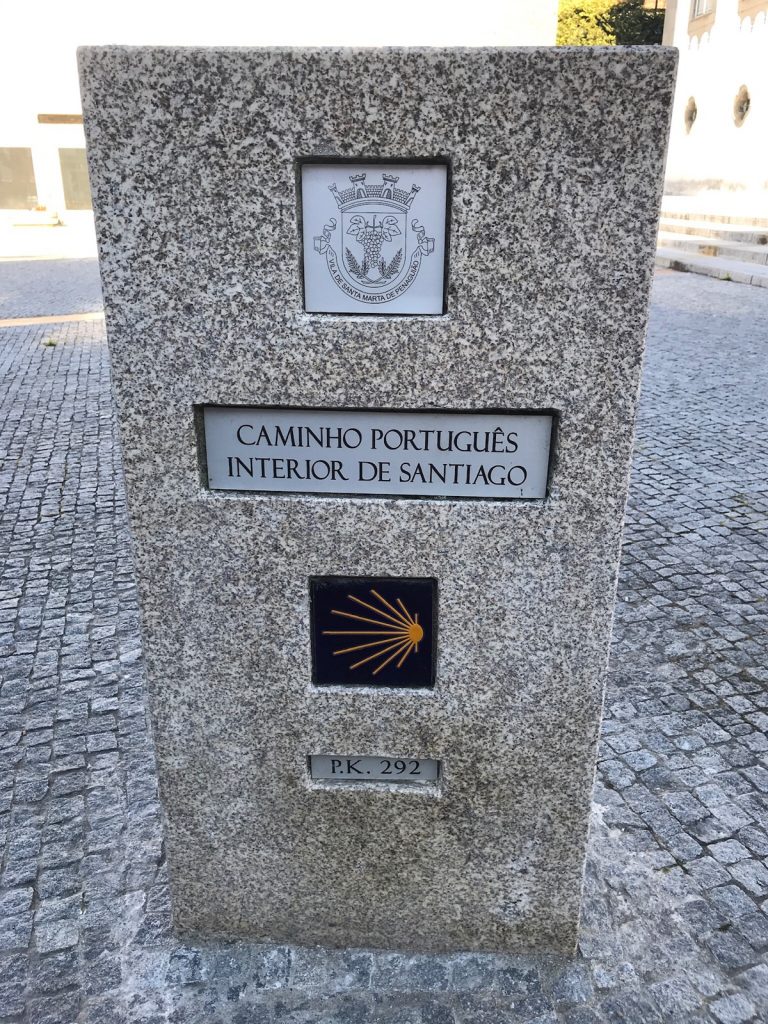 VILA DE SANTA MARTA DE PENAGUIÃO
CAMINHO PORTUGUÊS
INTERIOR DE SANTIAGO
P.K. 292